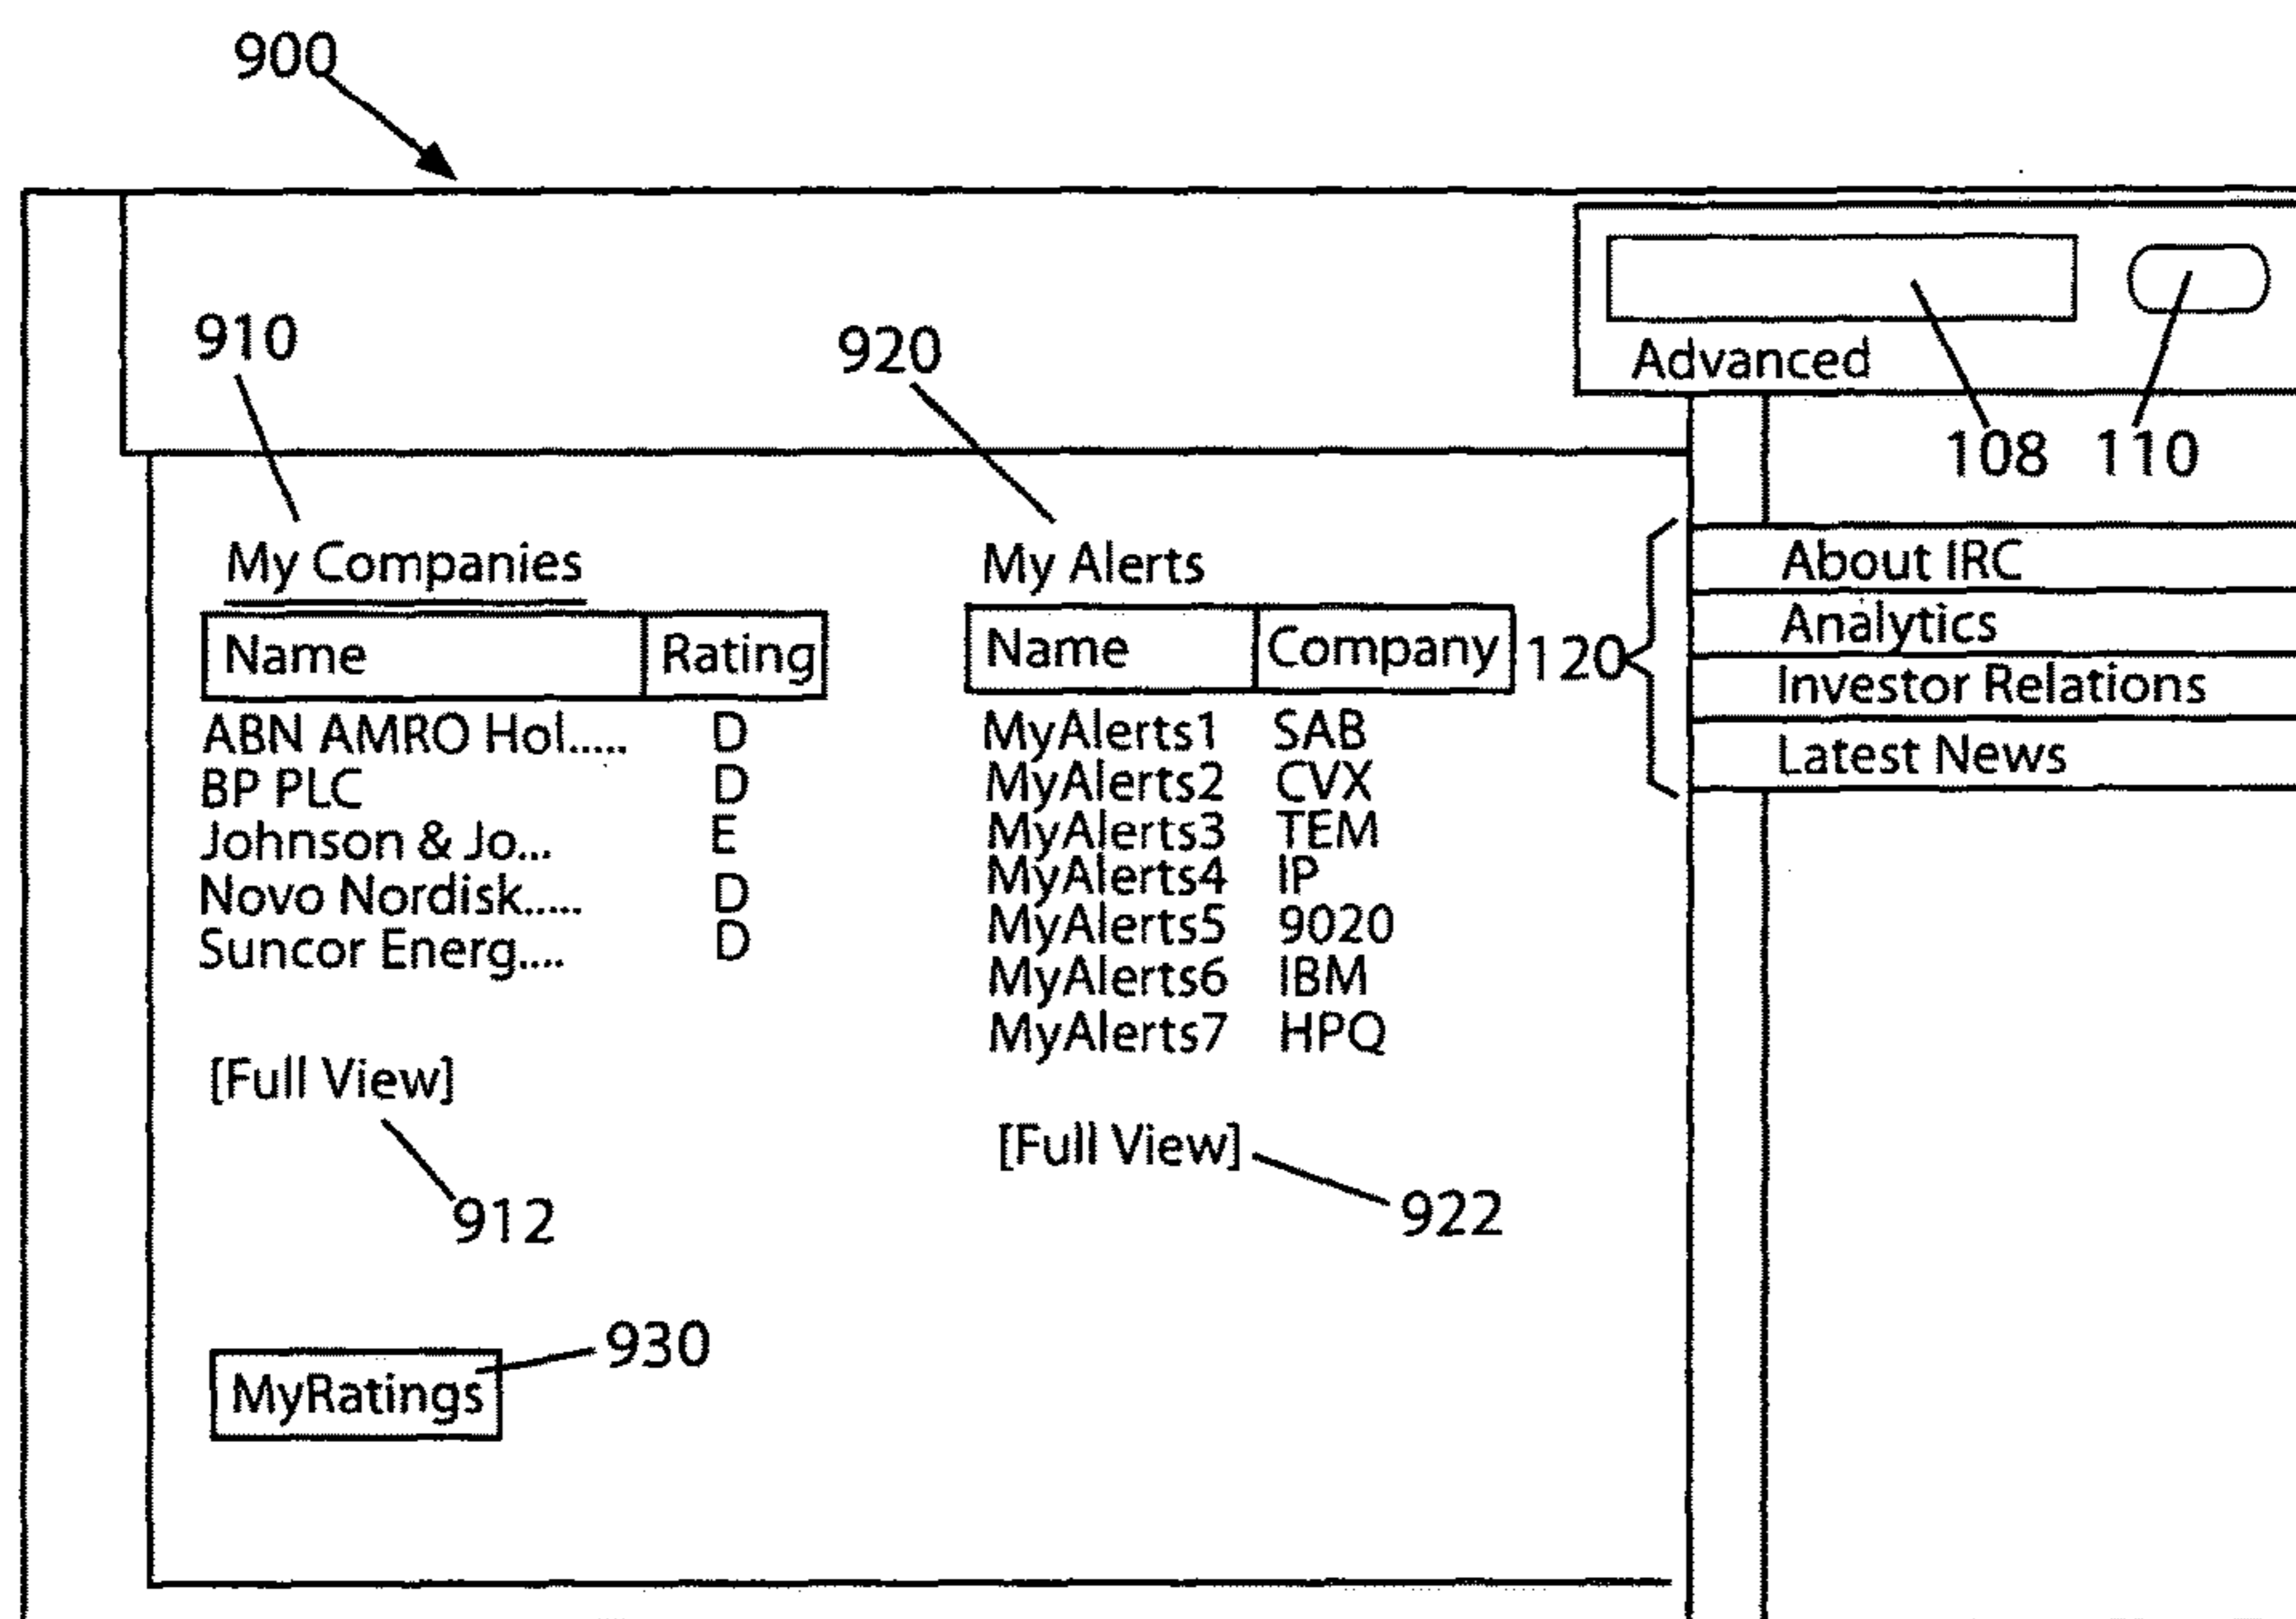 900
Advanced
108 110
910
920
My Companies
Name Rating
ABN AMRO Hol..... D
BP PLC D
Johnson & Jo... E
Novo Nordisk..... D
Suncor Energ.... D
[Full View]
912
MyRatings
930
My Alerts
Name Company
MyAlerts1 SAB
MyAlerts2 CVX
MyAlerts3 TEM
MyAlerts4 IP
MyAlerts5 9020
MyAlerts6 IBM
MyAlerts7 HPQ
[Full View]
922
120
About IRC
Analytics
Investor Relations
Latest News